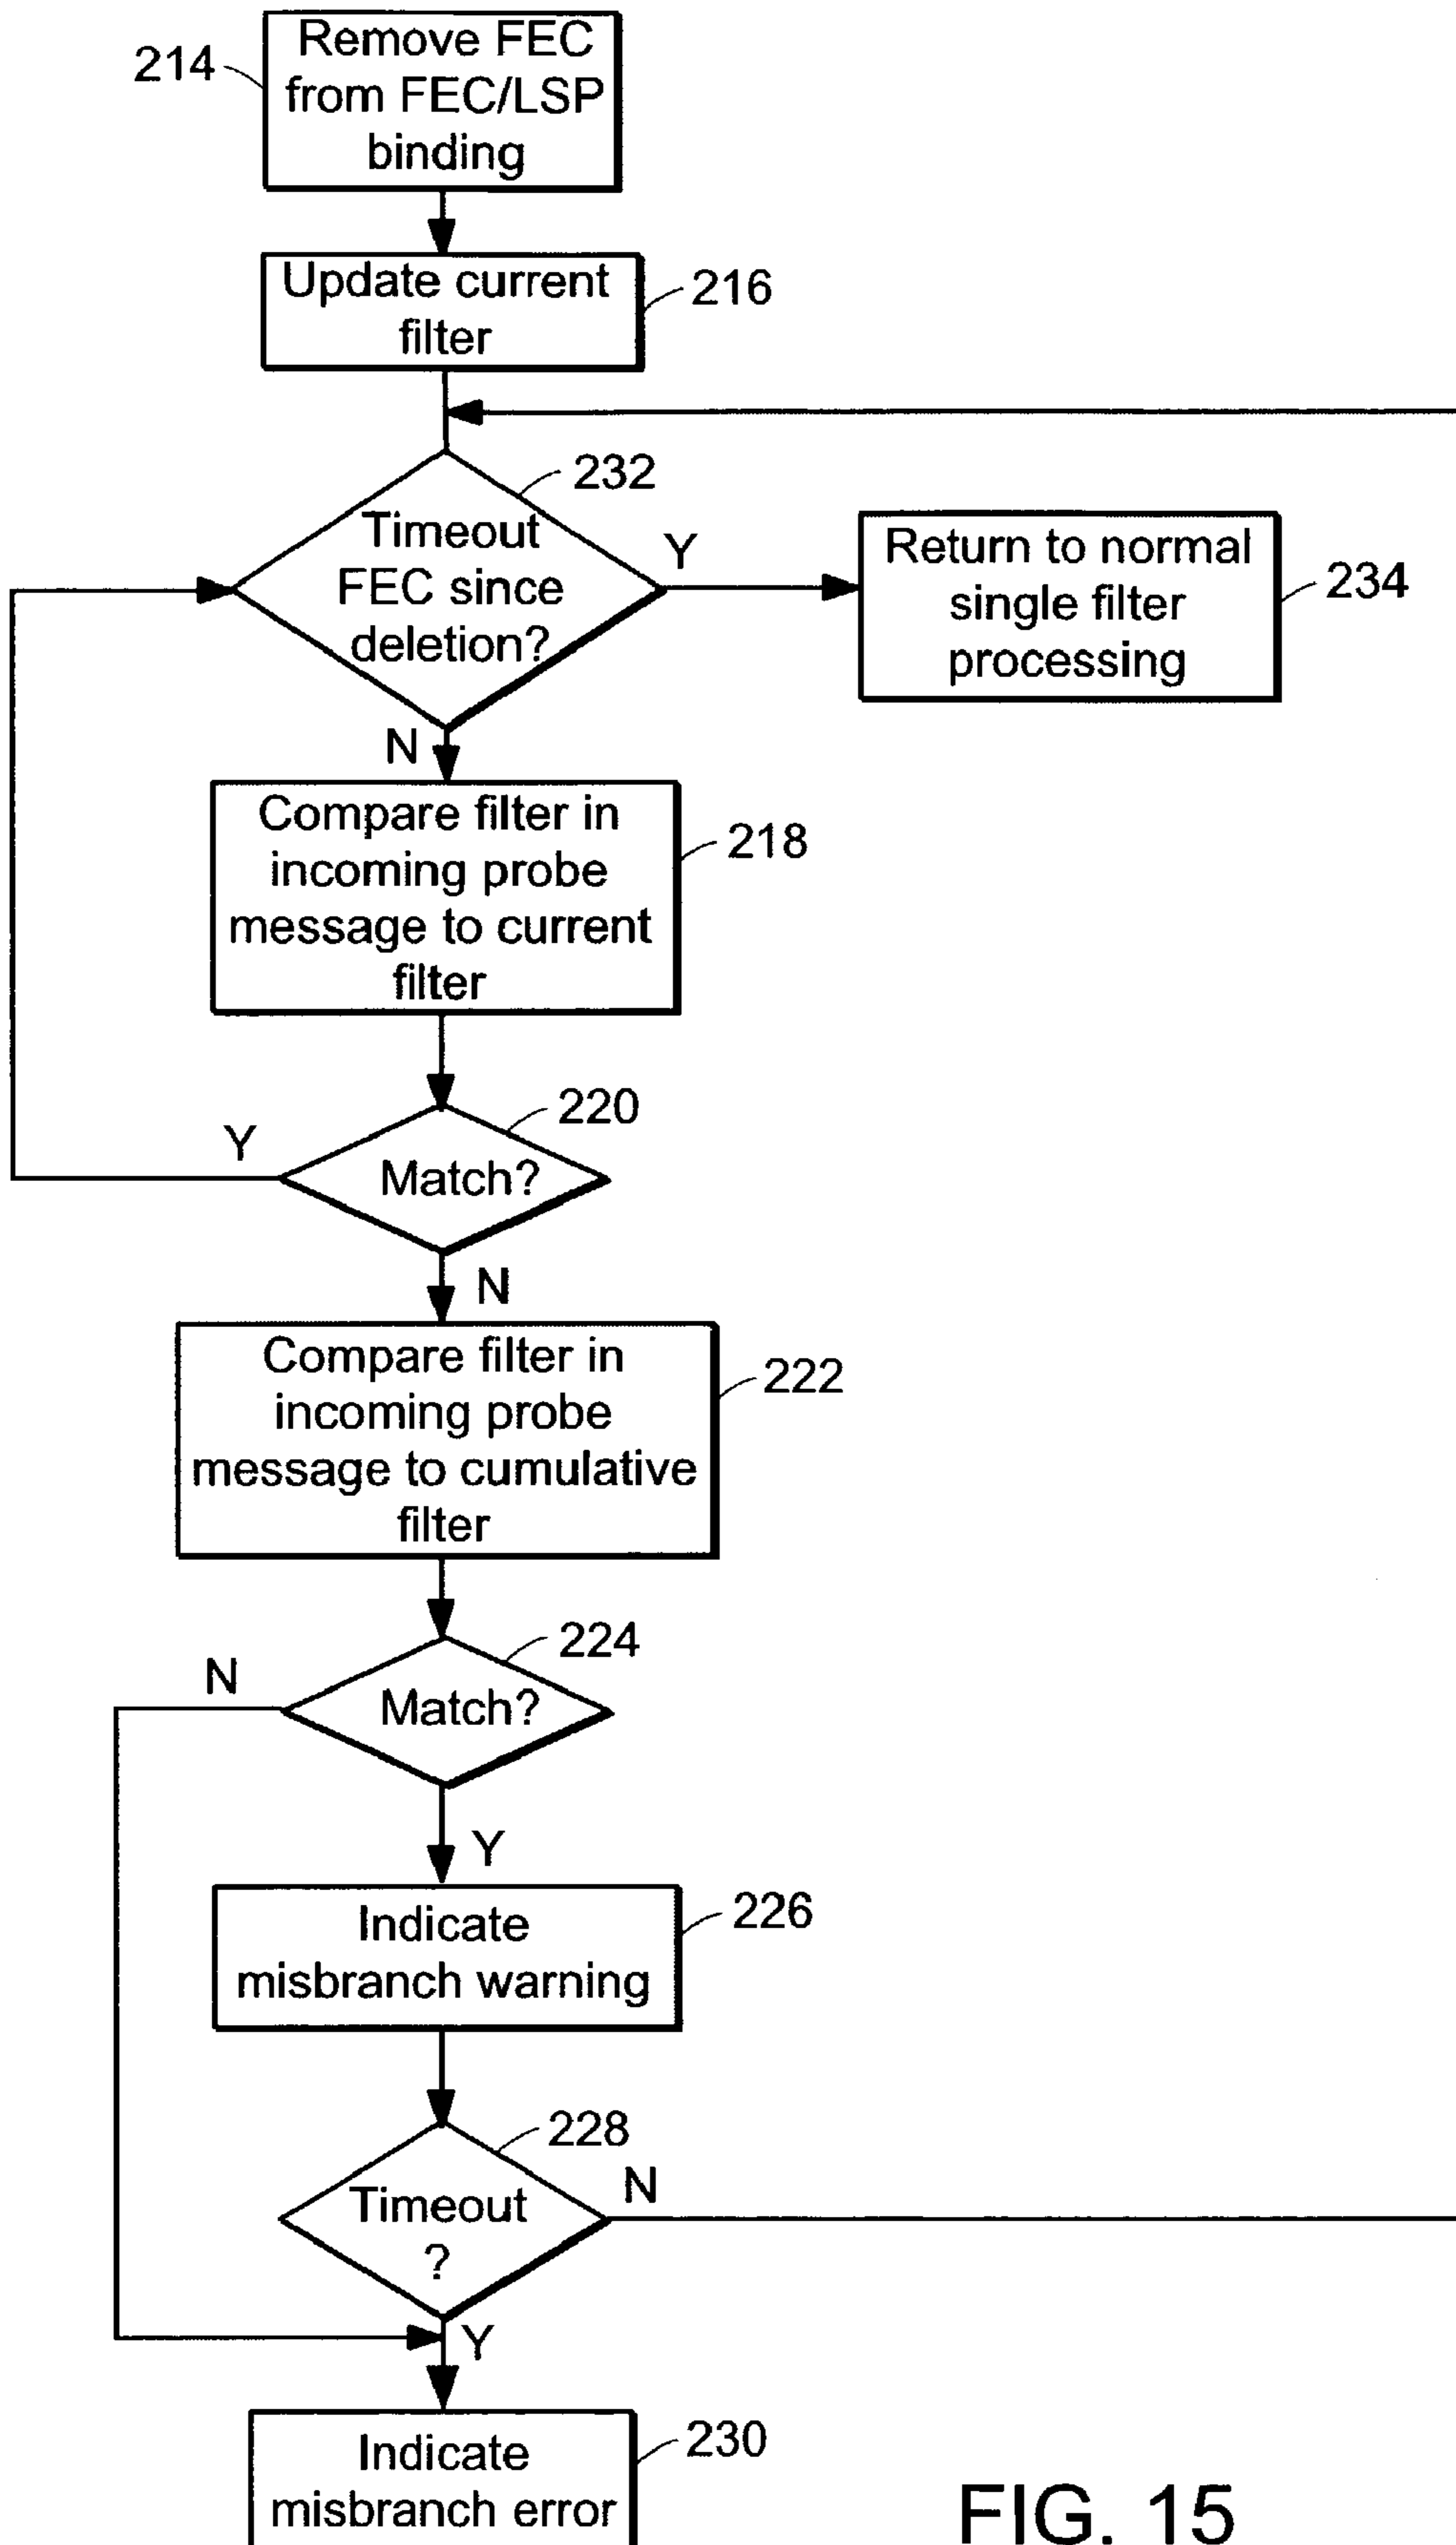 Remove FEC
from FEC/LSP
binding
214
Update current
filter
216
232
Timeout
FEC since
deletion?
Y
Return to normal
single filter
processing
234
N
Compare filter in
incoming probe
message to current
filter
218
220
Y
Match?
N
Compare filter in
incoming probe
message to cumulative
filter
222
224
N
Match?
Y
Indicate
misbranch warning
226
228
Timeout
?
N
Y
Indicate
misbranch error
230
FIG. 15